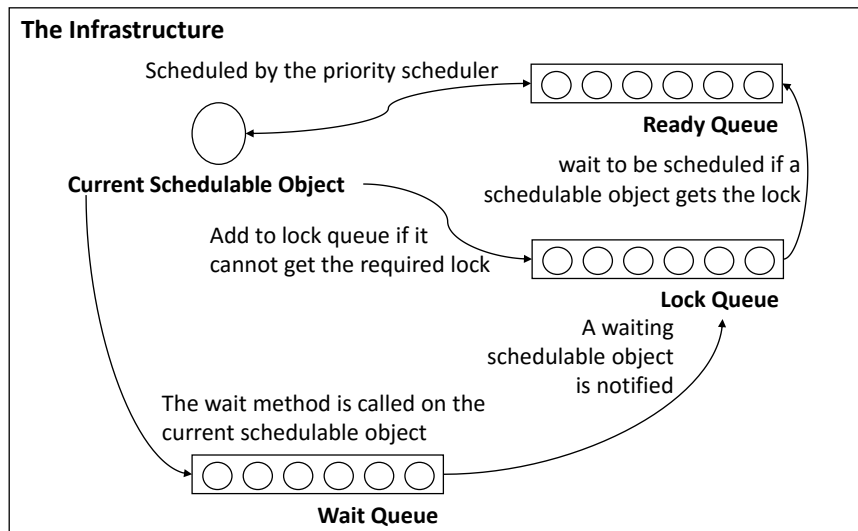 The Infrastructure
Scheduled by the priority scheduler
Ready Queue
Current Schedulable Object
wait to be scheduled if a
schedulable object gets the lock
Add to lock queue if it
cannot get the required lock
Lock Queue
A waiting
schedulable object
is notified
The wait method is called on the
current schedulable object
Wait Queue